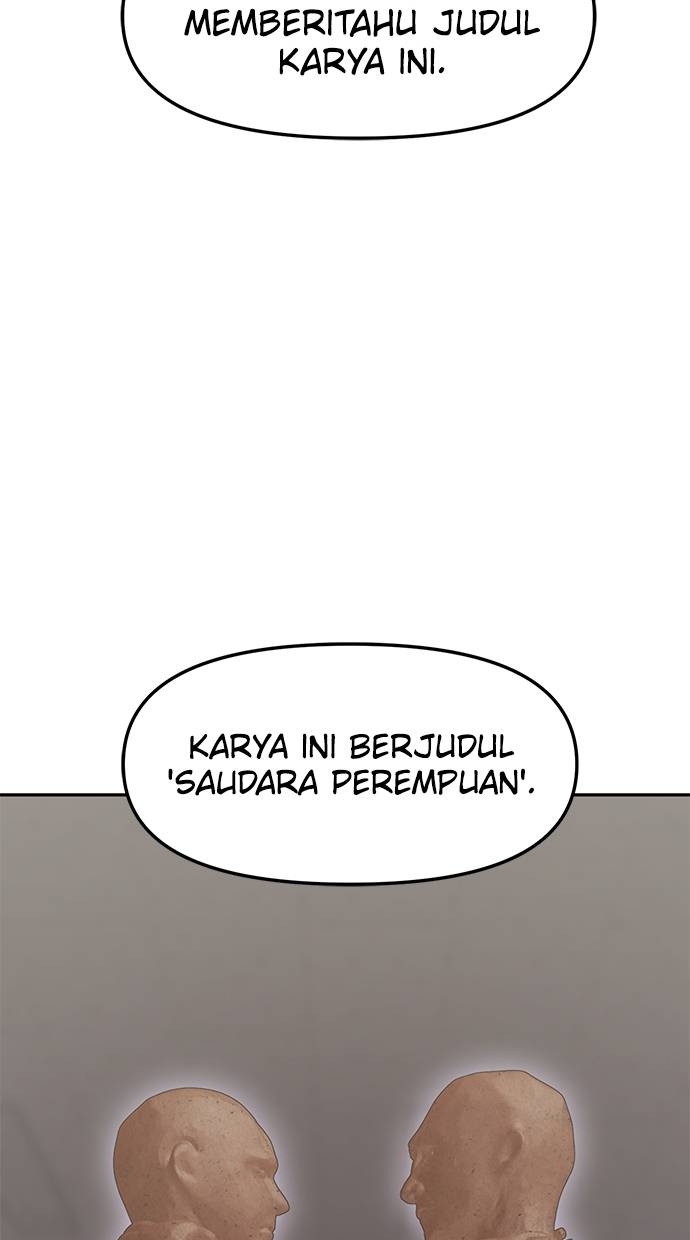 MEMBERITAHU JUDUL
KARYA INI.
KARYA INI BERJUDUL
'SAUDARA PEREMPUAN'.